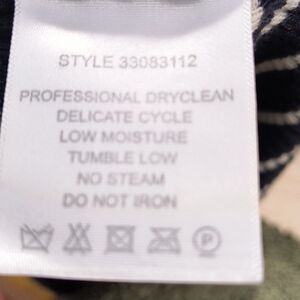 STYLE 33083112
PROFESSIONAL DRYCLEAN
DELICATE CYCLE
LOW MOISTURE
TUMBLE LOW
NO STEAM
DO NOT IRON
P